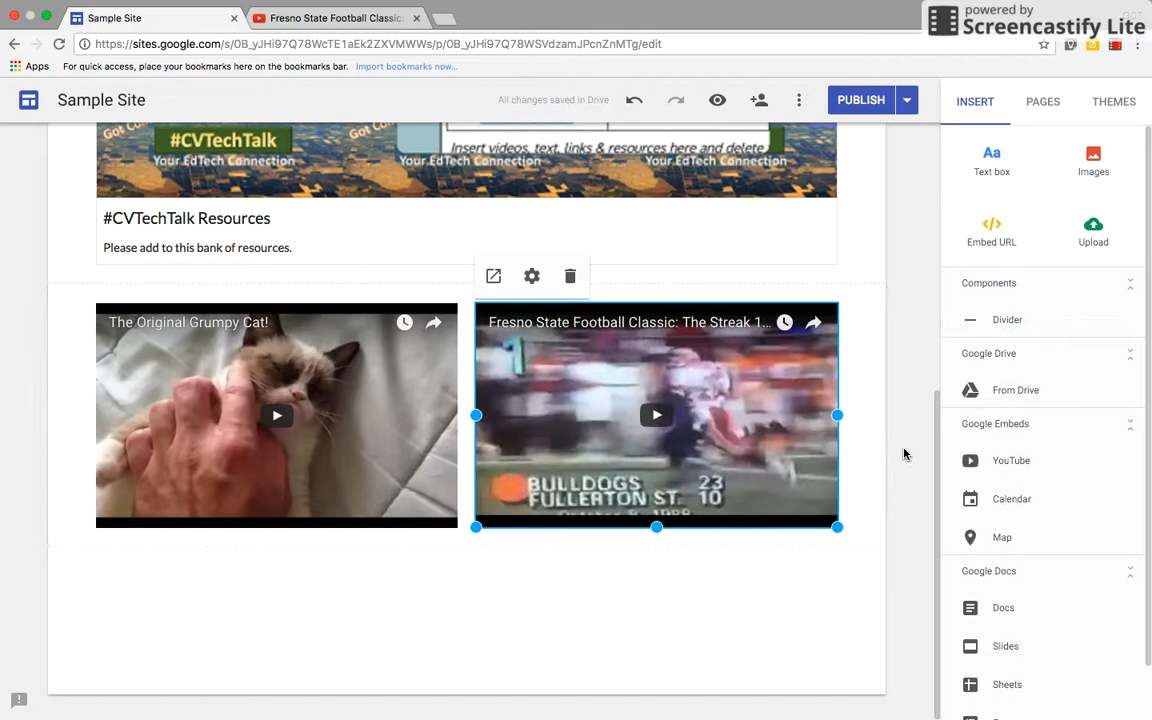 Sample Site
Fresno State Football Classic:
powered by
Screencastify Lite
https://sites.google.com/s/0B_yJHi97Q78WcTE1aEk2ZXVMWWs/p/0B_yJHi97Q78WSVdzamJPcnZnMTg/edit
Apps
For quick access, place your bookmarks here on the bookmarks bar.
Import bookmarks now...
Sample Site
All changes saved in Drive
PUBLISH
INSERT
PAGES
THEMES
Got Co
#CVTechTalk
Got Co
Insert videos, text, links & resources here and delete
Your EdTech Connection
Your EdTech Connection
Your EdTech Connection
#CVTechTalk Resources
Please add to this bank of resources.
The Original Grumpy Cat!
Fresno State Football Classic: The Streak 1...
1
BULLDOGS 23
FULLERTON ST. 10
Aa
Text box
Images
Embed URL
Upload
Components
Divider
Google Drive
From Drive
Google Embeds
YouTube
Calendar
Map
Google Docs
Docs
Slides
Sheets